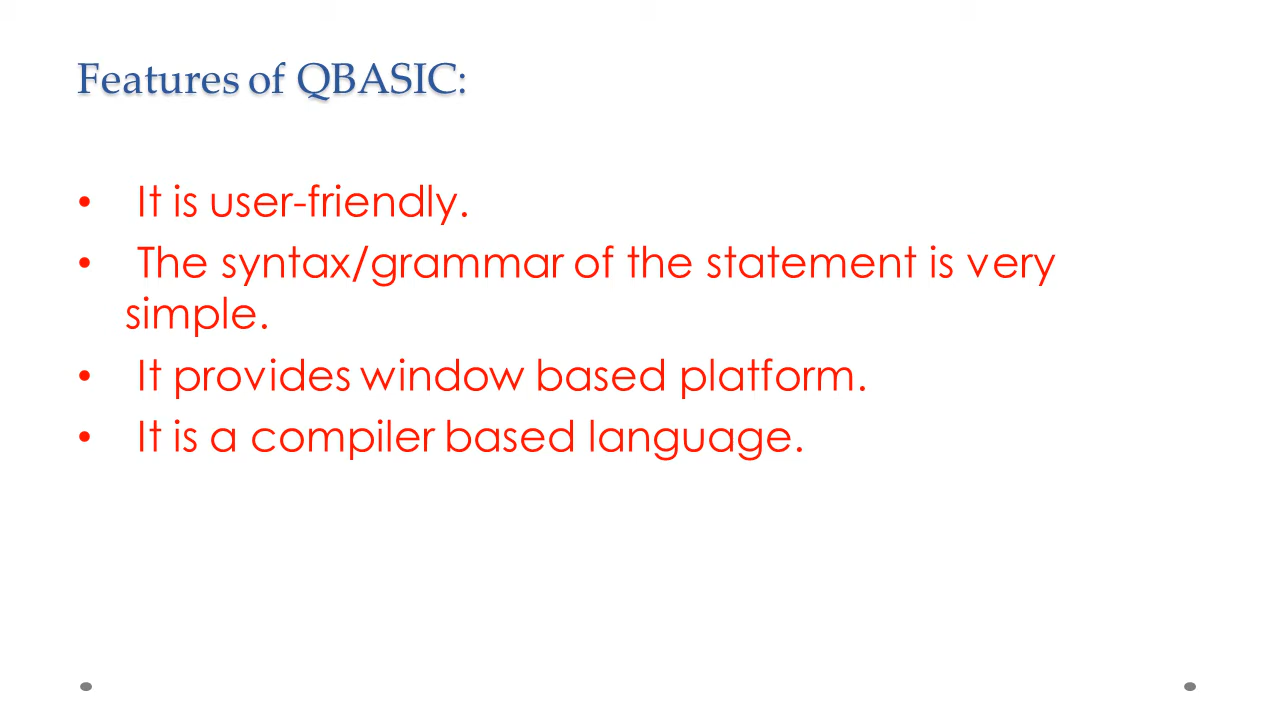 Features of QBASIC:
• It is user-friendly.
• The syntax/grammar of the statement is very
simple.
• It provides window based platform.
• It is a compiler based language.